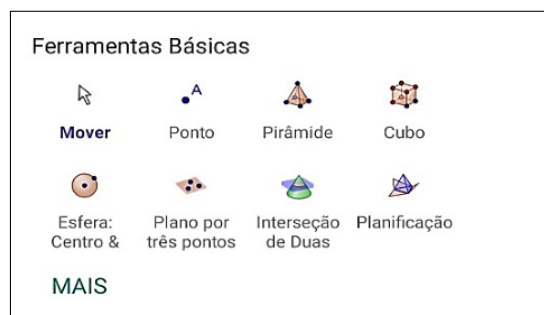 Ferramentas Básicas
A
Mover Ponto Pirâmide Cubo
Esfera: Plano por Interseção Planificação
Centro & três pontos de Duas
MAIS